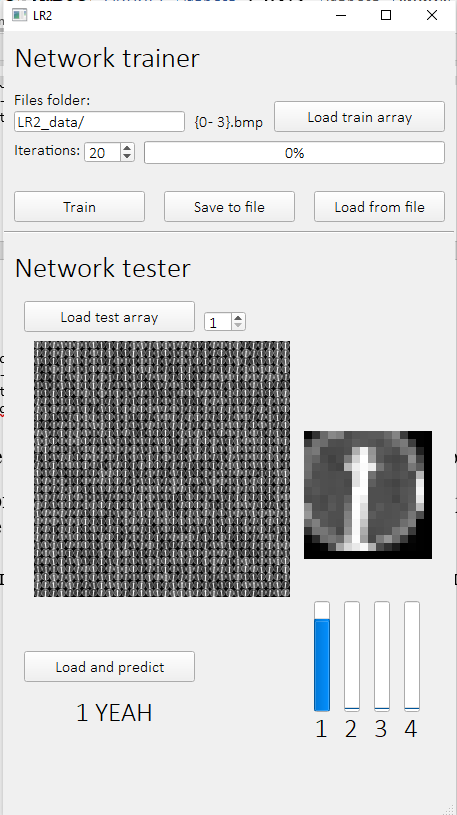 LR2
Network trainer
Files folder:
LR2_data/ {0- 3}.bmp Load train array
Iterations: 20 0%
Train Save to file Load from file
Network tester
Load test array 1
1
Load and predict
1 YEAH
1 2 3 4